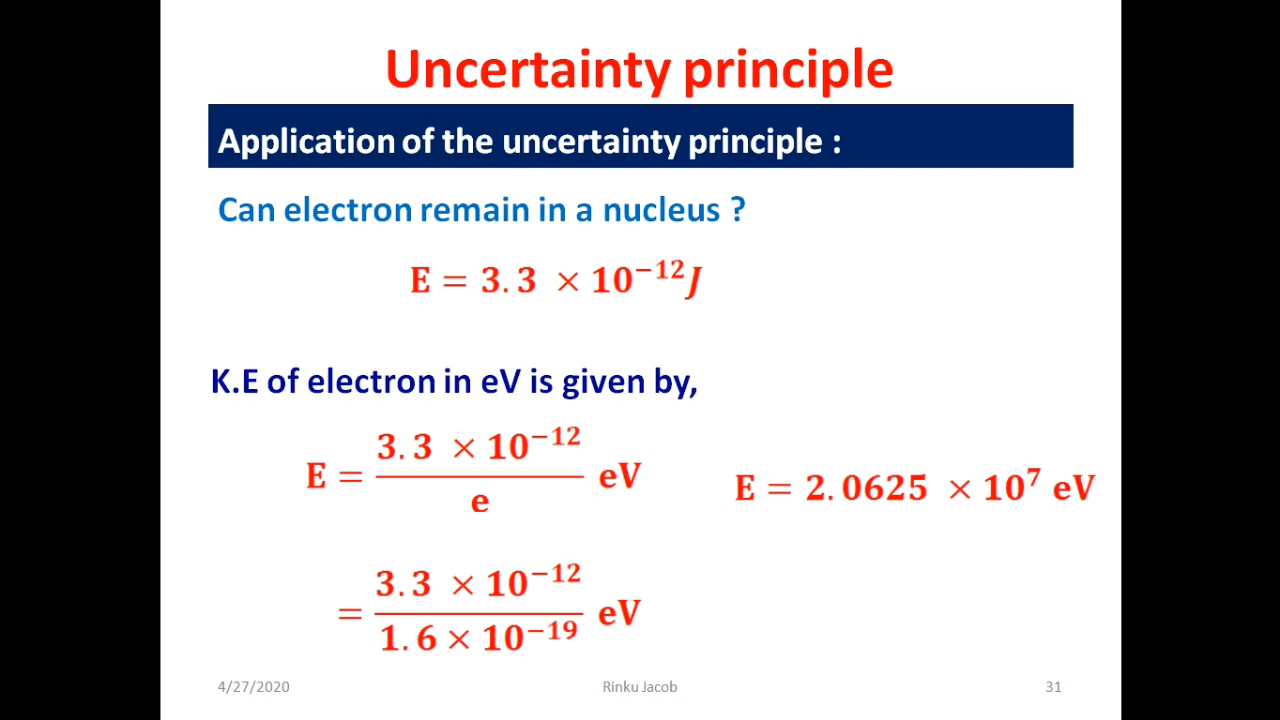 Uncertainty principle
Application of the uncertainty principle :
Can electron remain in a nucleus ?
E = 3.3 × 10⁻¹² J
K.E of electron in eV is given by,
E = 3.3 × 10⁻¹² / e eV
= 3.3 × 10⁻¹² / 1.6 × 10⁻¹⁹ eV
E = 2.0625 × 10⁷ eV
4/27/2020
Rinku Jacob
31